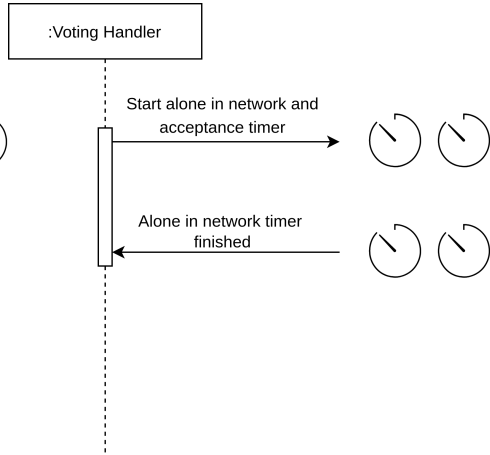 :Voting Handler
Start alone in network and
acceptance timer
Alone in network timer
finished